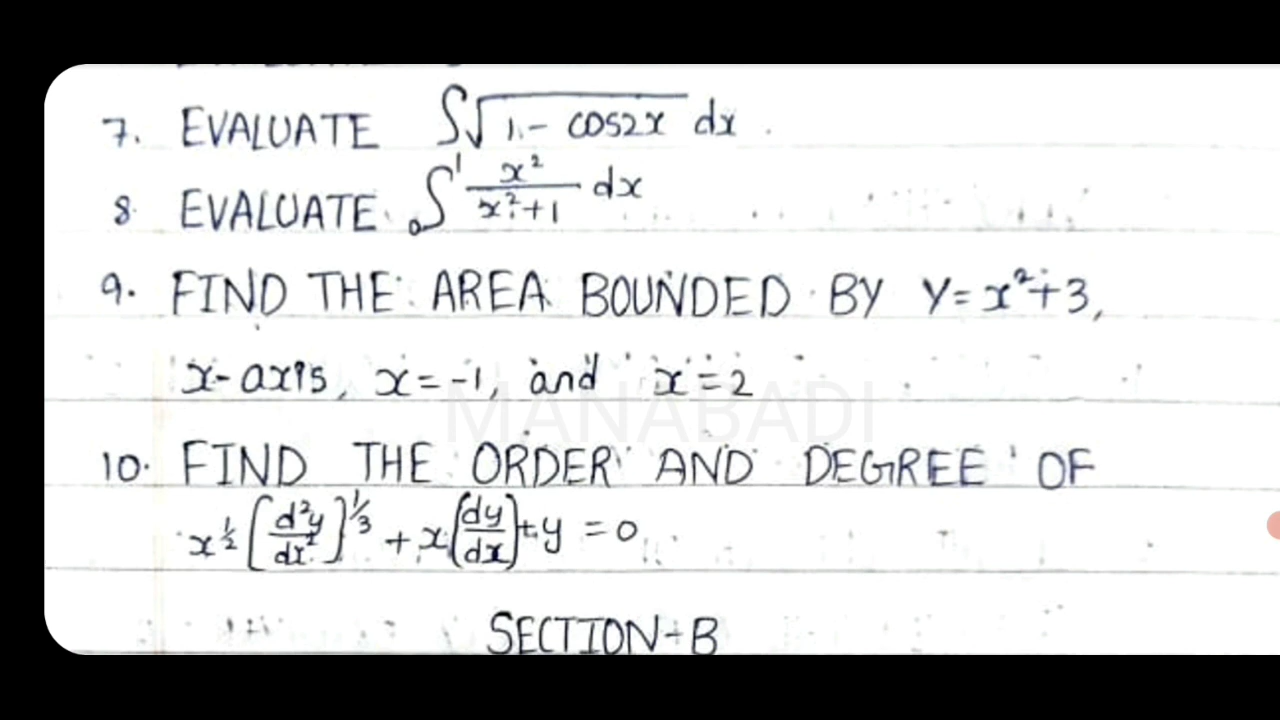 7. EVALUATE ∫√(1 - cos2x) dx.
8. EVALUATE ₀∫¹ x²/(x²+1) dx
9. FIND THE AREA BOUNDED BY Y=x²+3,
x-axis, x=-1, and x=2
MANABADI
10. FIND THE ORDER AND DEGREE OF
x^(1/2) [d²y/dx²]^(1/3) + x(dy/dx)+y =0
SECTION-B